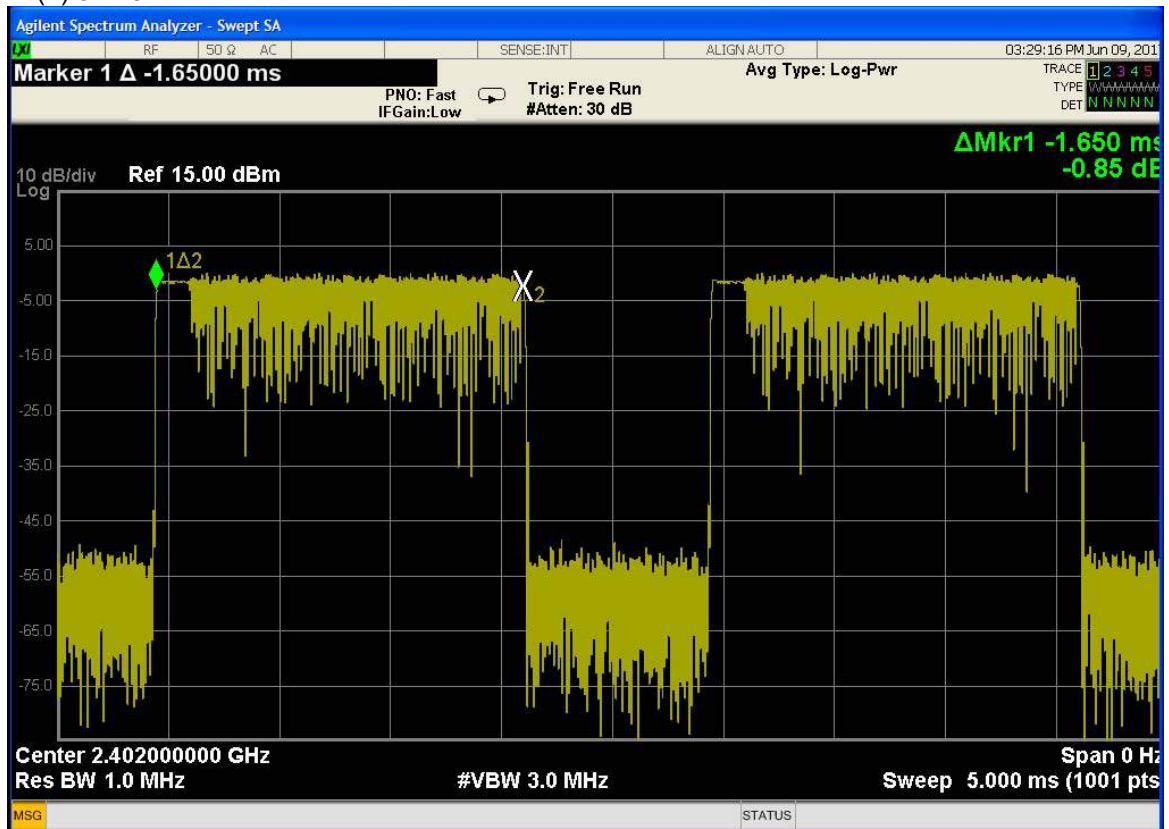 Agilent Spectrum Analyzer - Swept SA
LXI RF 50 Ω AC SENSE:INT ALIGN AUTO 03:29:16 PM Jun 09, 201
Marker 1 Δ -1.65000 ms
PNO: Fast
IFGain:Low
Trig: Free Run
#Atten: 30 dB
Avg Type: Log-Pwr
TRACE 1 2 3 4 5
TYPE
DET N N N N N
ΔMkr1 -1.650 ms
-0.85 dB
10 dB/div
Log
Ref 15.00 dBm
5.00
1Δ2
X2
-5.00
-15.0
-25.0
-35.0
-45.0
-55.0
-65.0
-75.0
Center 2.402000000 GHz
Span 0 Hz
Res BW 1.0 MHz
#VBW 3.0 MHz
Sweep 5.000 ms (1001 pts
MSG
STATUS